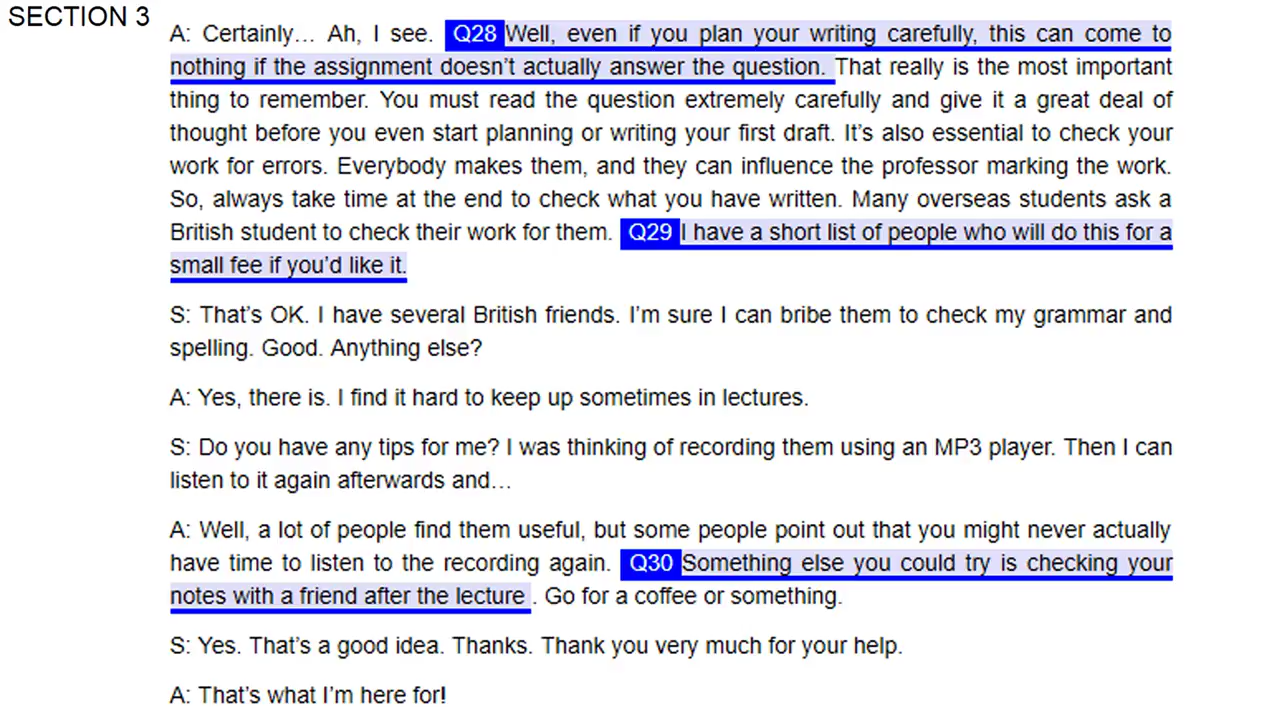 SECTION 3
A: Certainly… Ah, I see. Q28 Well, even if you plan your writing carefully, this can come to
nothing if the assignment doesn’t actually answer the question. That really is the most important
thing to remember. You must read the question extremely carefully and give it a great deal of
thought before you even start planning or writing your first draft. It’s also essential to check your
work for errors. Everybody makes them, and they can influence the professor marking the work.
So, always take time at the end to check what you have written. Many overseas students ask a
British student to check their work for them. Q29 I have a short list of people who will do this for a
small fee if you’d like it.
S: That’s OK. I have several British friends. I’m sure I can bribe them to check my grammar and
spelling. Good. Anything else?
A: Yes, there is. I find it hard to keep up sometimes in lectures.
S: Do you have any tips for me? I was thinking of recording them using an MP3 player. Then I can
listen to it again afterwards and…
A: Well, a lot of people find them useful, but some people point out that you might never actually
have time to listen to the recording again. Q30 Something else you could try is checking your
notes with a friend after the lecture . Go for a coffee or something.
S: Yes. That’s a good idea. Thanks. Thank you very much for your help.
A: That’s what I’m here for!